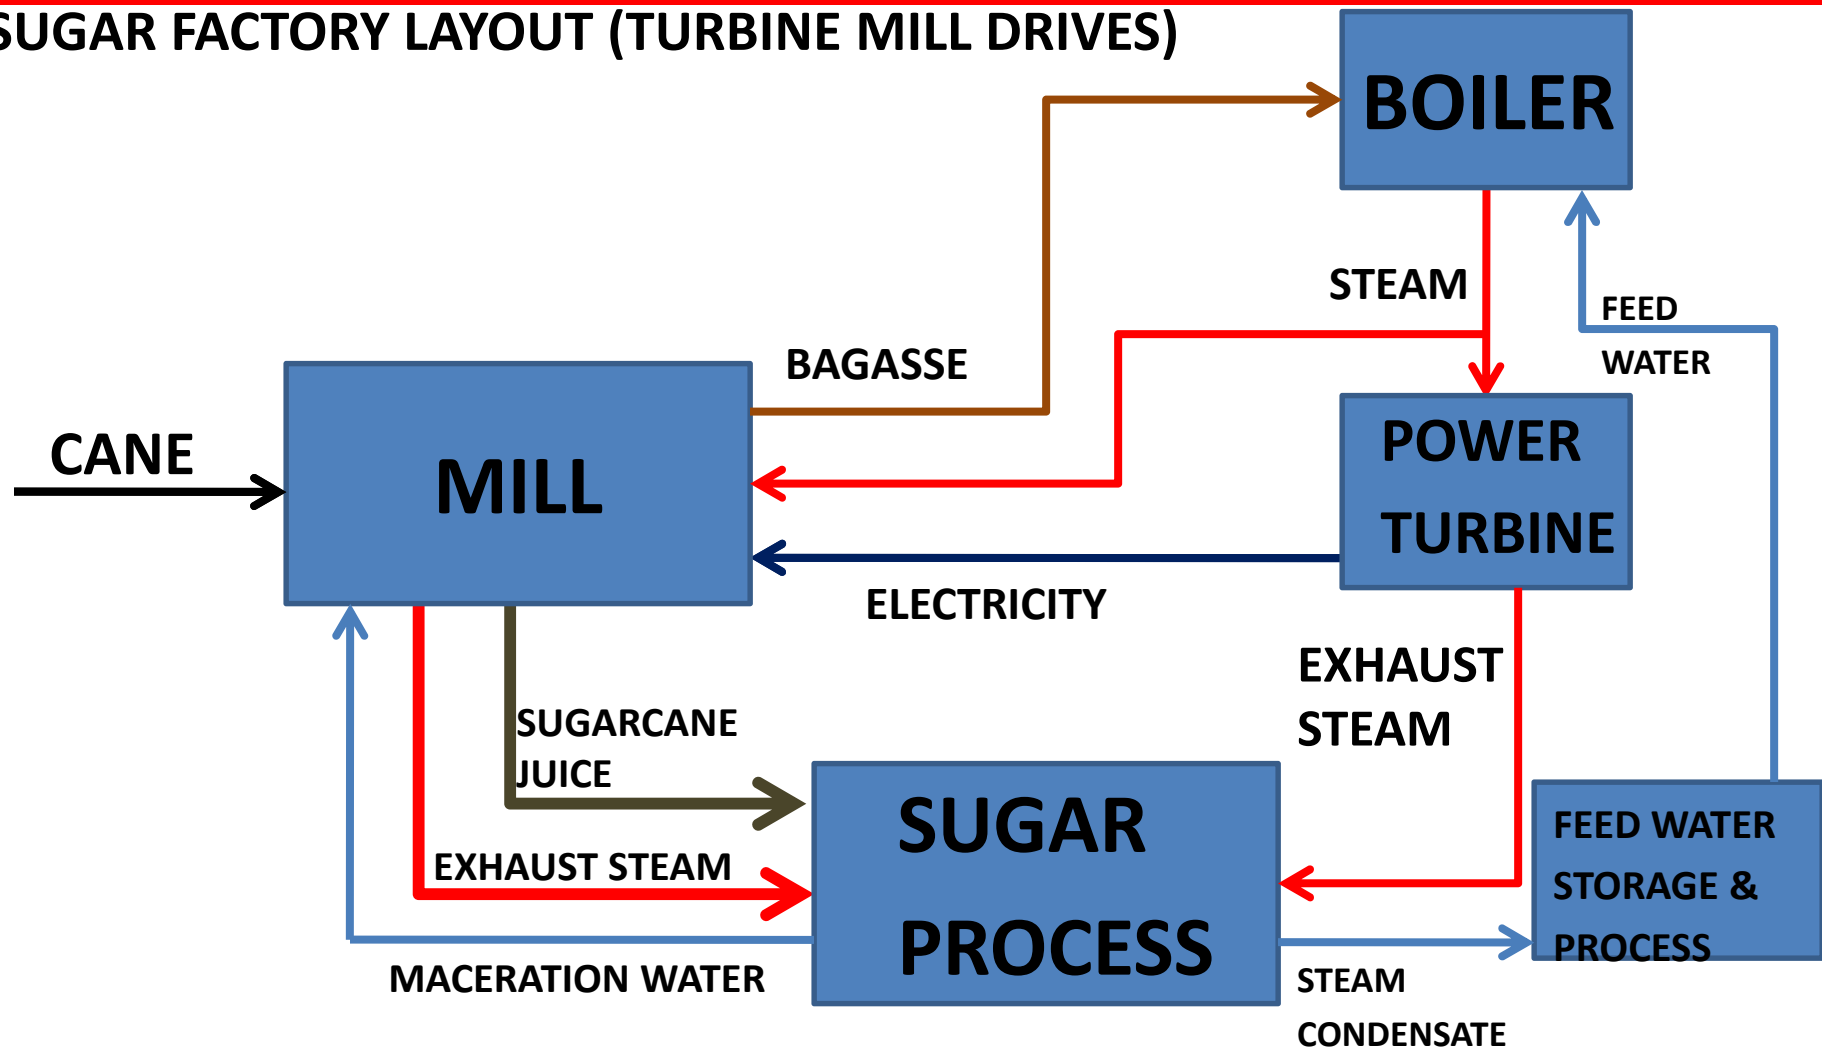 SUGAR FACTORY LAYOUT (TURBINE MILL DRIVES)
BOILER
STEAM
FEED
WATER
BAGASSE
CANE
MILL
POWER
TURBINE
ELECTRICITY
EXHAUST
STEAM
SUGARCANE
JUICE
SUGAR
PROCESS
EXHAUST STEAM
FEED WATER
STORAGE &
PROCESS
MACERATION WATER
STEAM
CONDENSATE